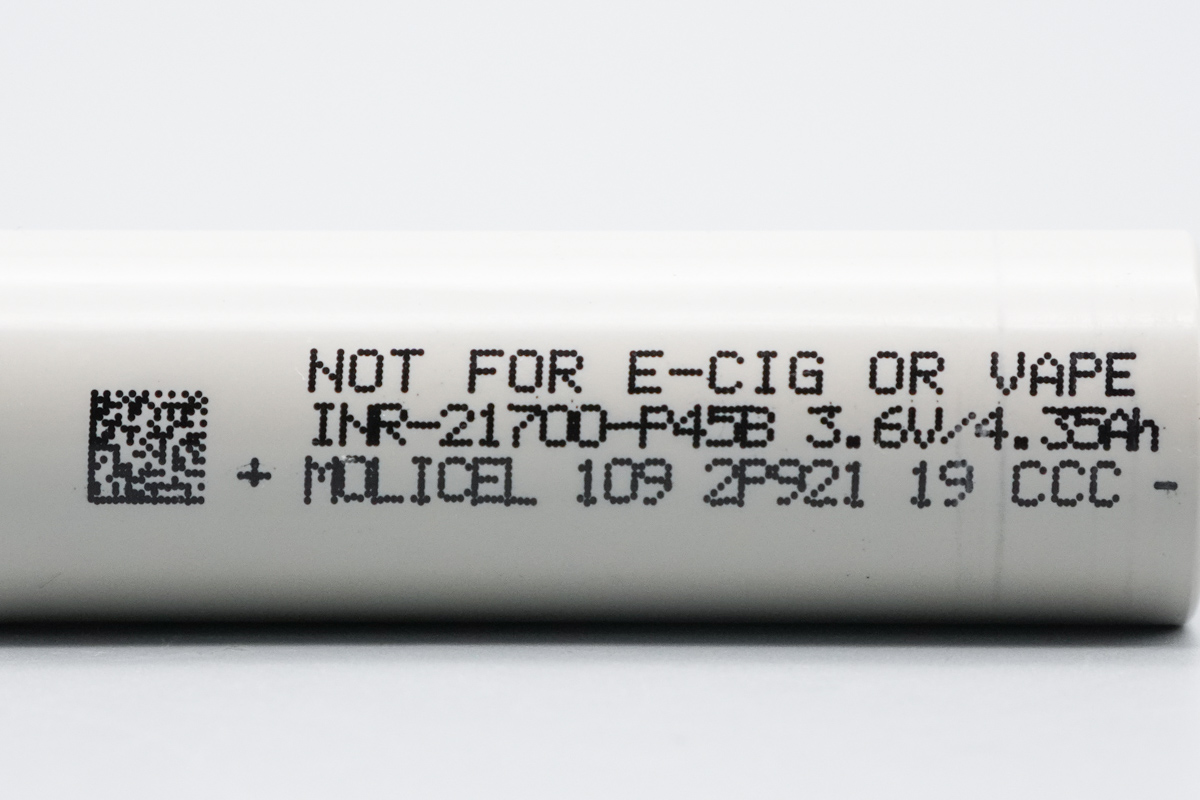 NOT FOR E-CIG OR VAPE
INR-21700-P45B 3.6V/4.35Ah
+ MOLICEL 109 2P921 19 CCC -